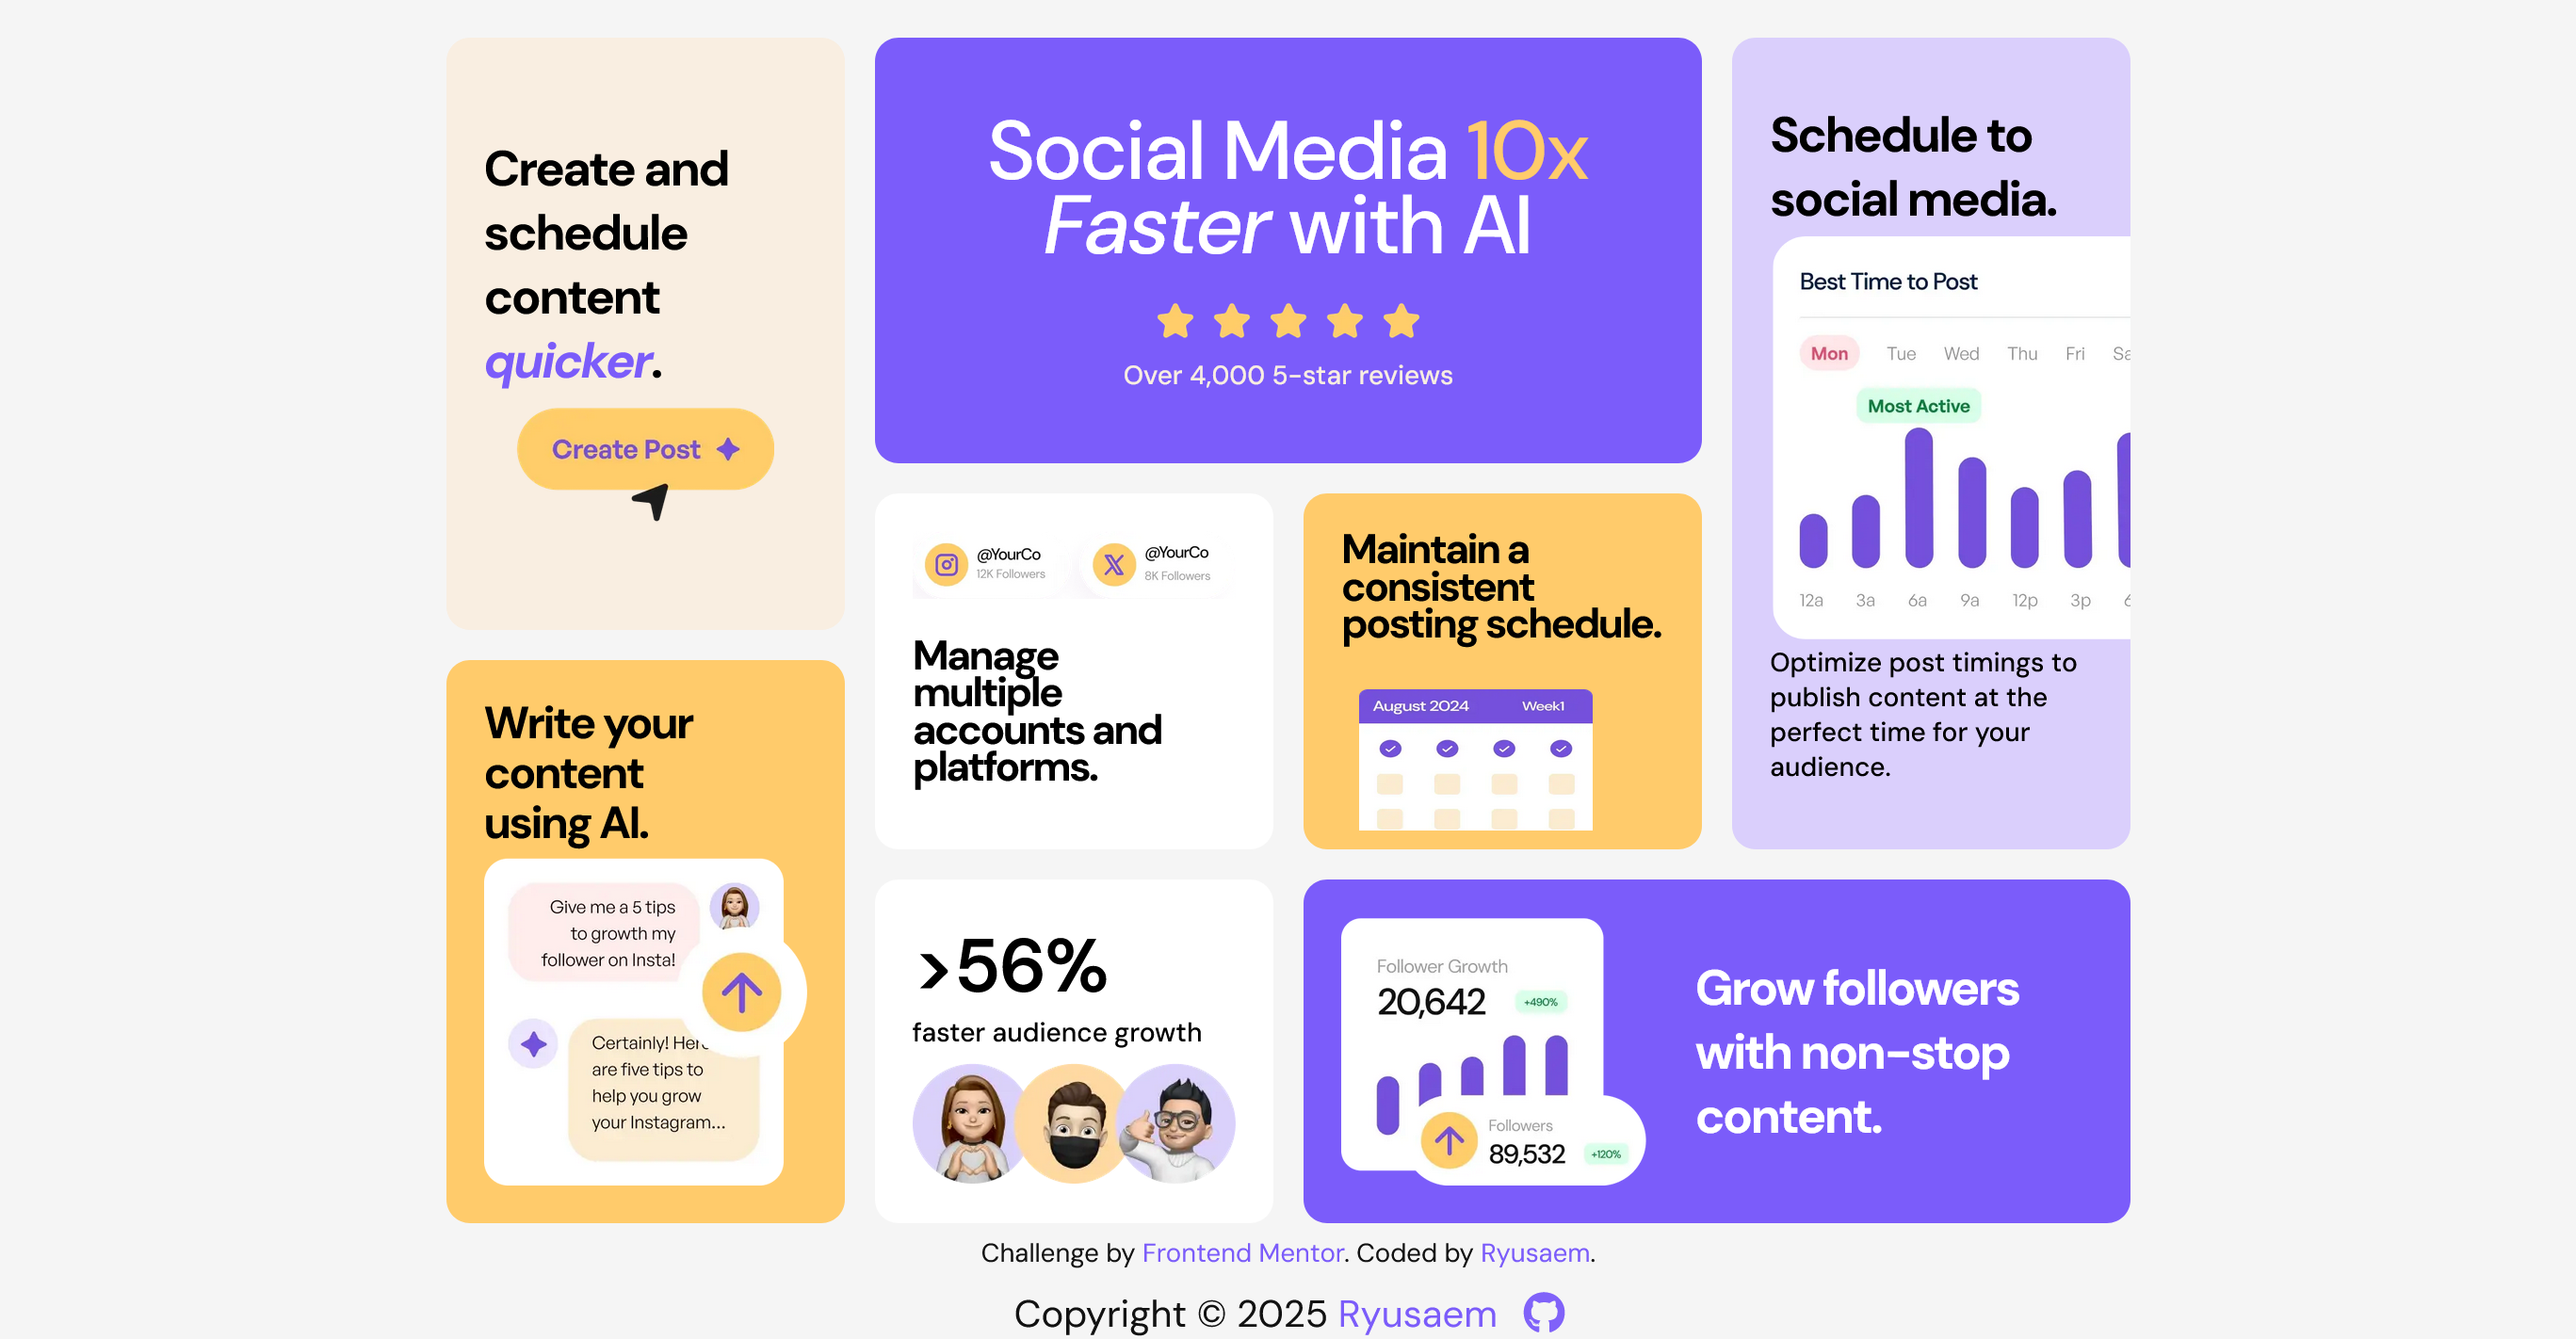 Create and
schedule
content
quicker.
Create Post
Social Media 10x
Faster with AI
Over 4,000 5-star reviews
Schedule to
social media.
Best Time to Post
Mon Tue Wed Thu Fri
Most Active
12a 3a 6a 9a 12p 3p
Optimize post timings to
publish content at the
perfect time for your
audience.
@YourCo
12K Followers
@YourCo
8K Followers
Manage
multiple
accounts and
platforms.
Maintain a
consistent
posting schedule.
August 2024 Week1
Write your
content
using AI.
Give me a 5 tips
to growth my
follower on Insta!
Certainly! Here
are five tips to
help you grow
your Instagram...
>56%
faster audience growth
Follower Growth
20,642 +490%
Followers
89,532 +120%
Grow followers
with non-stop
content.
Challenge by Frontend Mentor. Coded by Ryusaem.
Copyright © 2025 Ryusaem